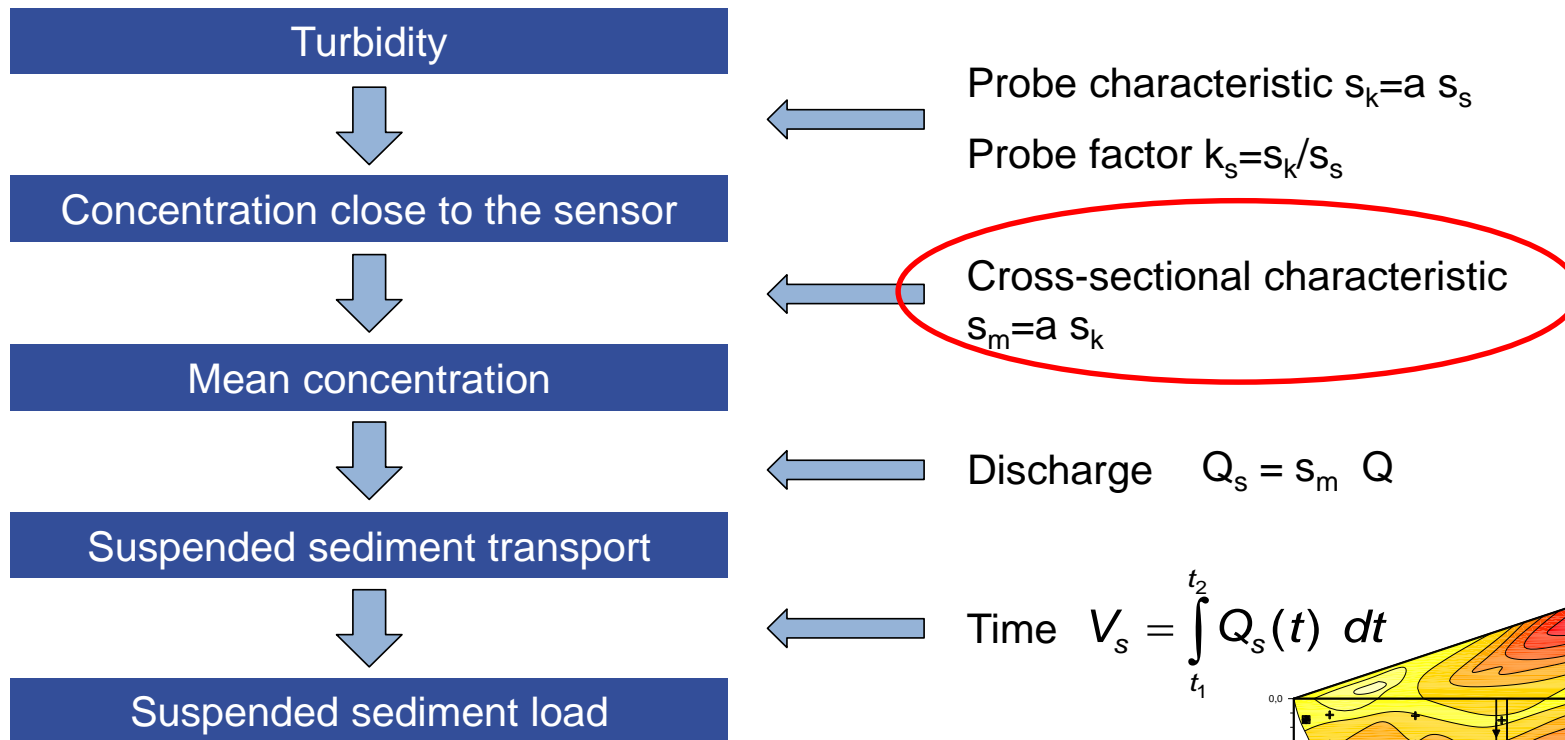 Turbidity
Probe characteristic sₖ=a sₛ
Probe factor kₛ=sₖ/sₛ
Concentration close to the sensor
Cross-sectional characteristic
sₘ=a sₖ
Mean concentration
Discharge Qₛ = sₘ Q
Suspended sediment transport
Time Vₛ = ∫ₜ₁ᵗ² Qₛ(t) dt
0,0
Suspended sediment load